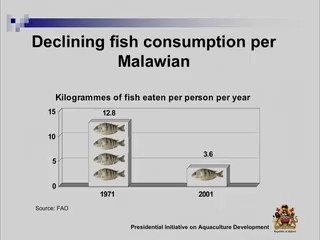 Declining fish consumption per
Malawian
Kilogrammes of fish eaten per person per year
15
10
5
0
12.8
3.6
1971
2001
Source: FAO
Presidential Initiative on Aquaculture Development